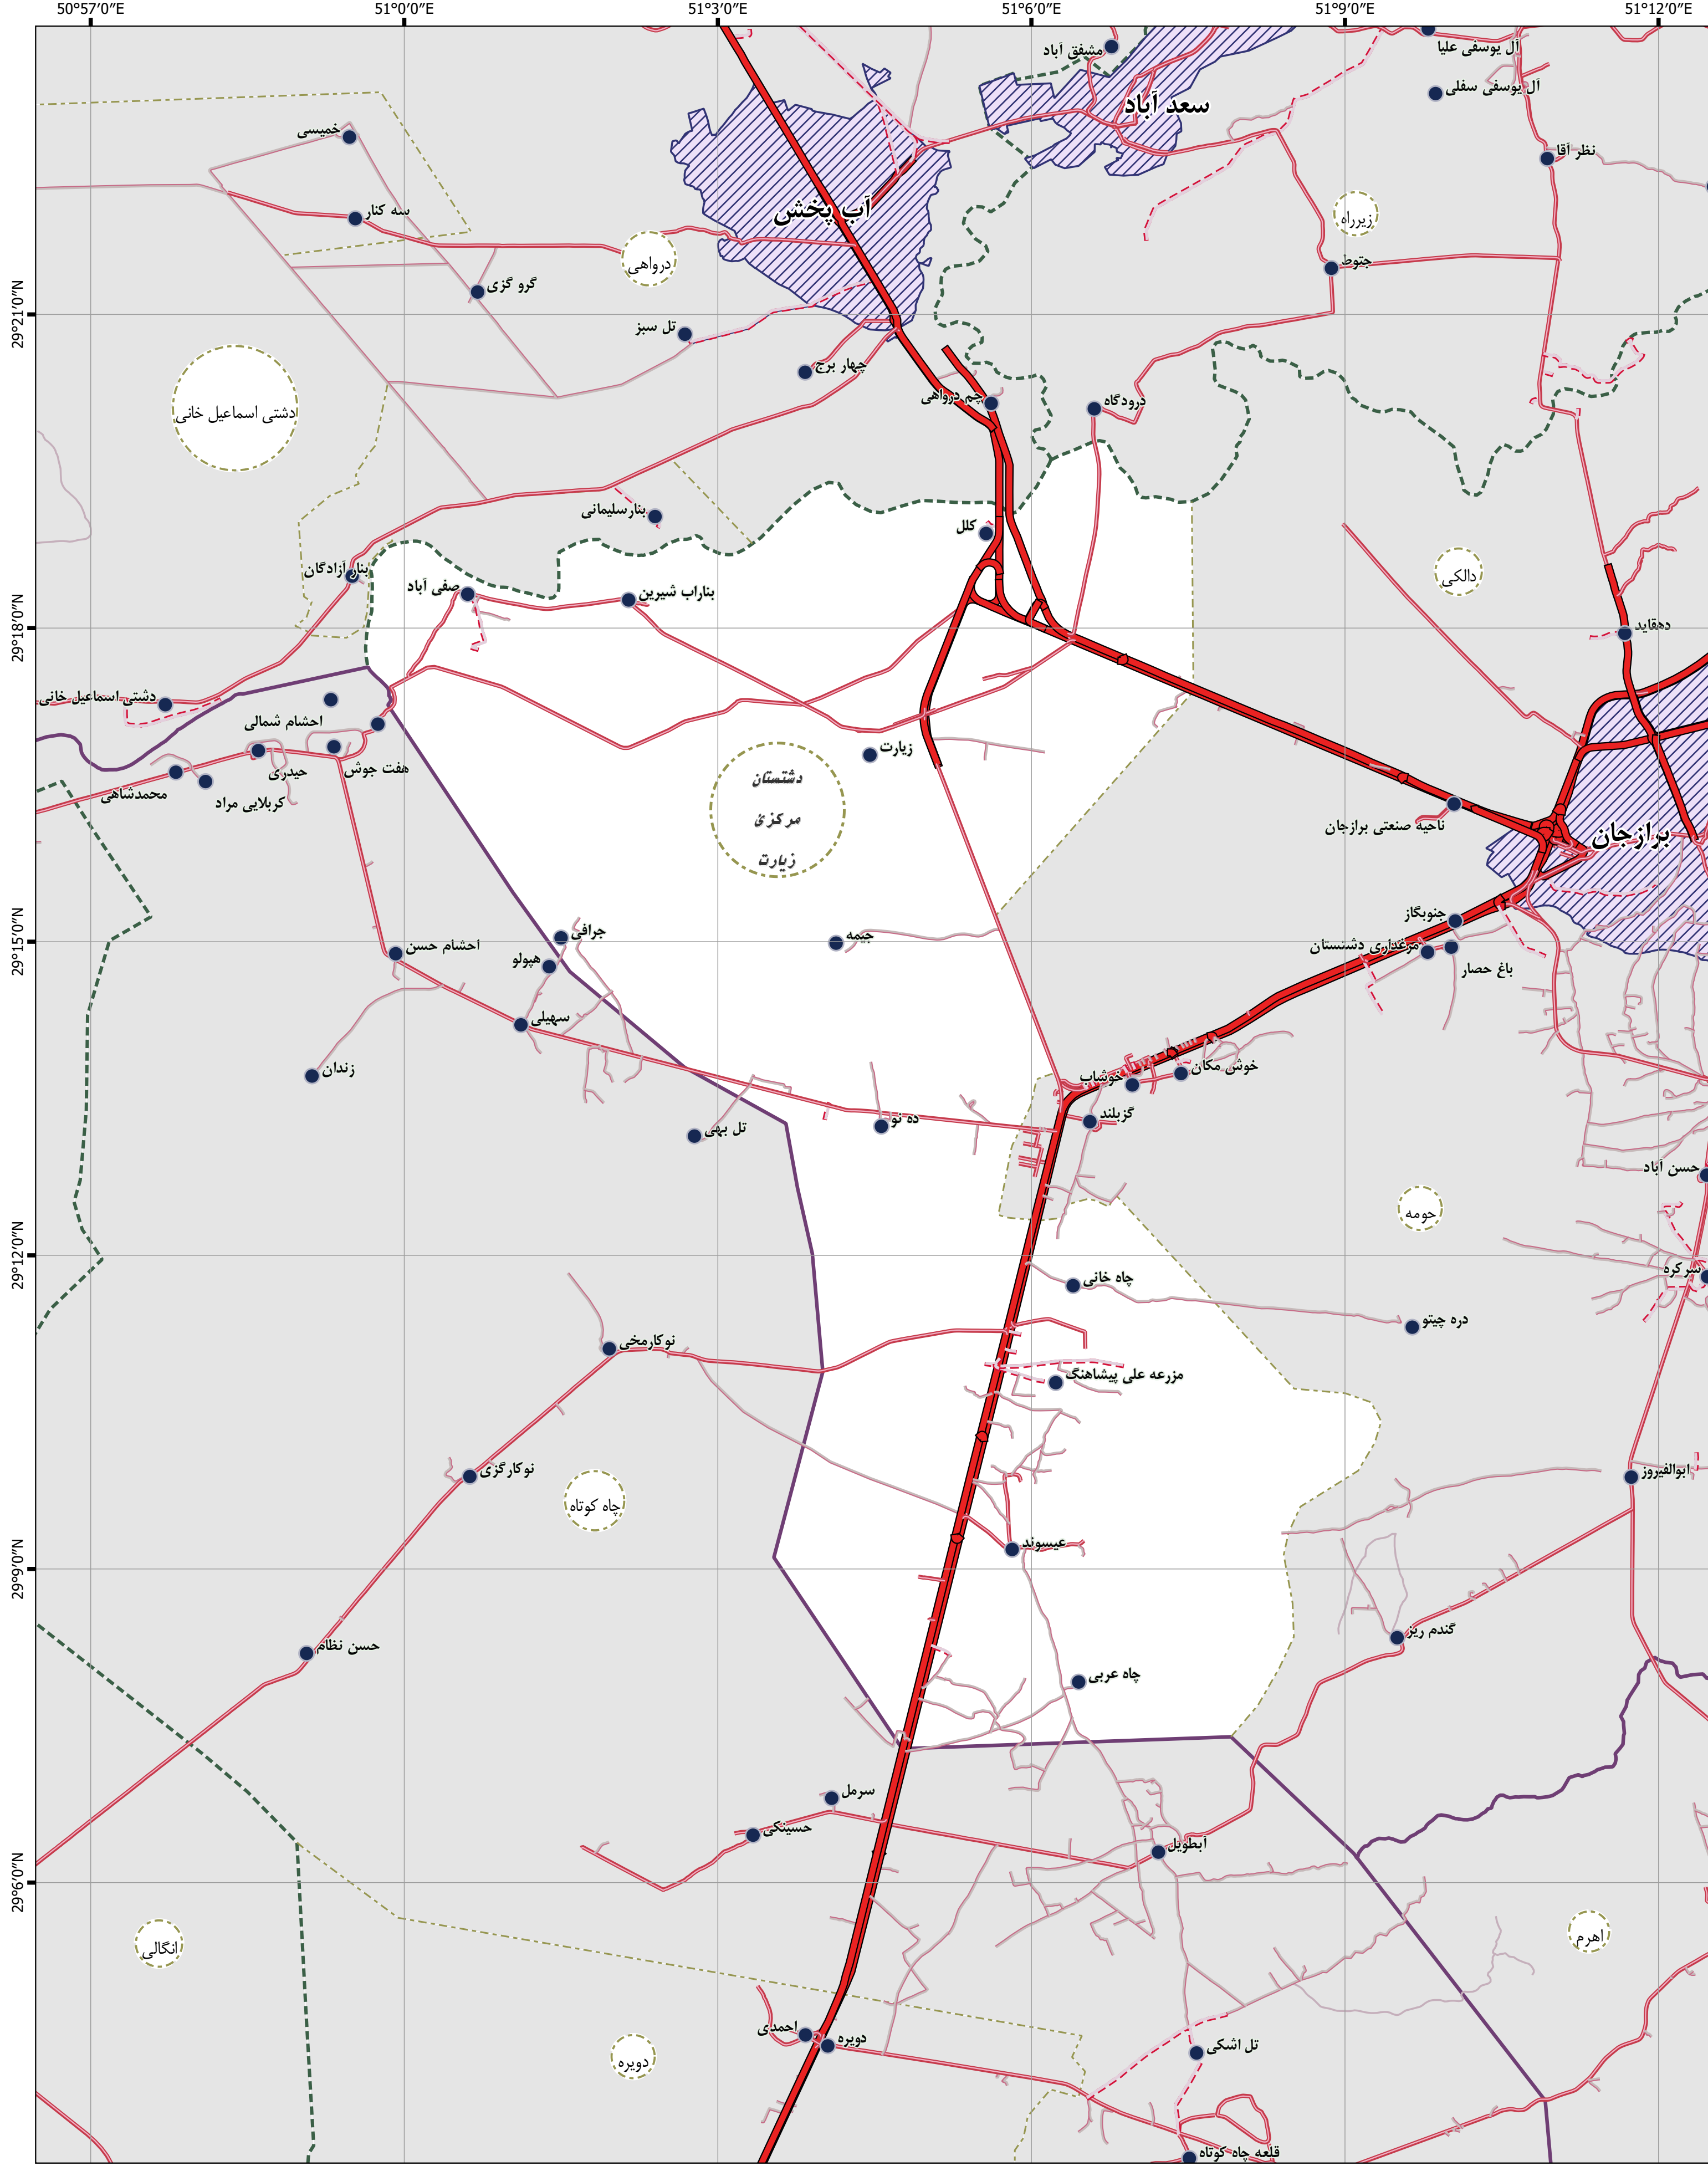 50°57'0"E
51°0'0"E
51°3'0"E
51°6'0"E
51°9'0"E
51°12'0"E
آل یوسفی علیا
مشفق آباد
آل یوسفی سفلی
سعد آباد
خمیسی
نظر آقا
سه کنار
آب پخش
زیرراه
درواهی
جتوط
گرو گزی
29°21'0"N
تل سبز
چهار برج
چم درواهی
درودگاه
دشتی اسماعیل خانی
بنارسلیمانی
کلل
بنار آزادگان
دالکی
صفی آباد
بناراب شیرین
29°18'0"N
دهقاید
دشتی اسماعیل خانی
احشام شمالی
زیارت
هفت جوش
حیدری
دشتستان
مرکزئ
زیارت
محمدشاهی
کربلایی مراد
ناحیه صنعتی برازجان
برازجان
جنوبگاز
29°15'0"N
جرافی
جیمه
احشام حسن
مرغداری دشتستان
هپولو
باغ حصار
سهیلی
زندان
خوش مکان
خوشاب
گزبلند
ده نو
تل بهی
حسن آباد
حومه
29°12'0"N
سرکره
چاه خانی
دره چیتو
نوکارمخی
مزرعه علی پیشاهنگ
نوکارگزی
ابوالفیروز
چاه کوتاه
عیسوند
29°9'0"N
گندم ریز
حسن نظام
چاه عربی
سرمل
حسینکی
ابطویل
29°6'0"N
انگالی
اهرم
احمدی
دویره
تل اشکی
دویره
قلعه چاه کوتاه